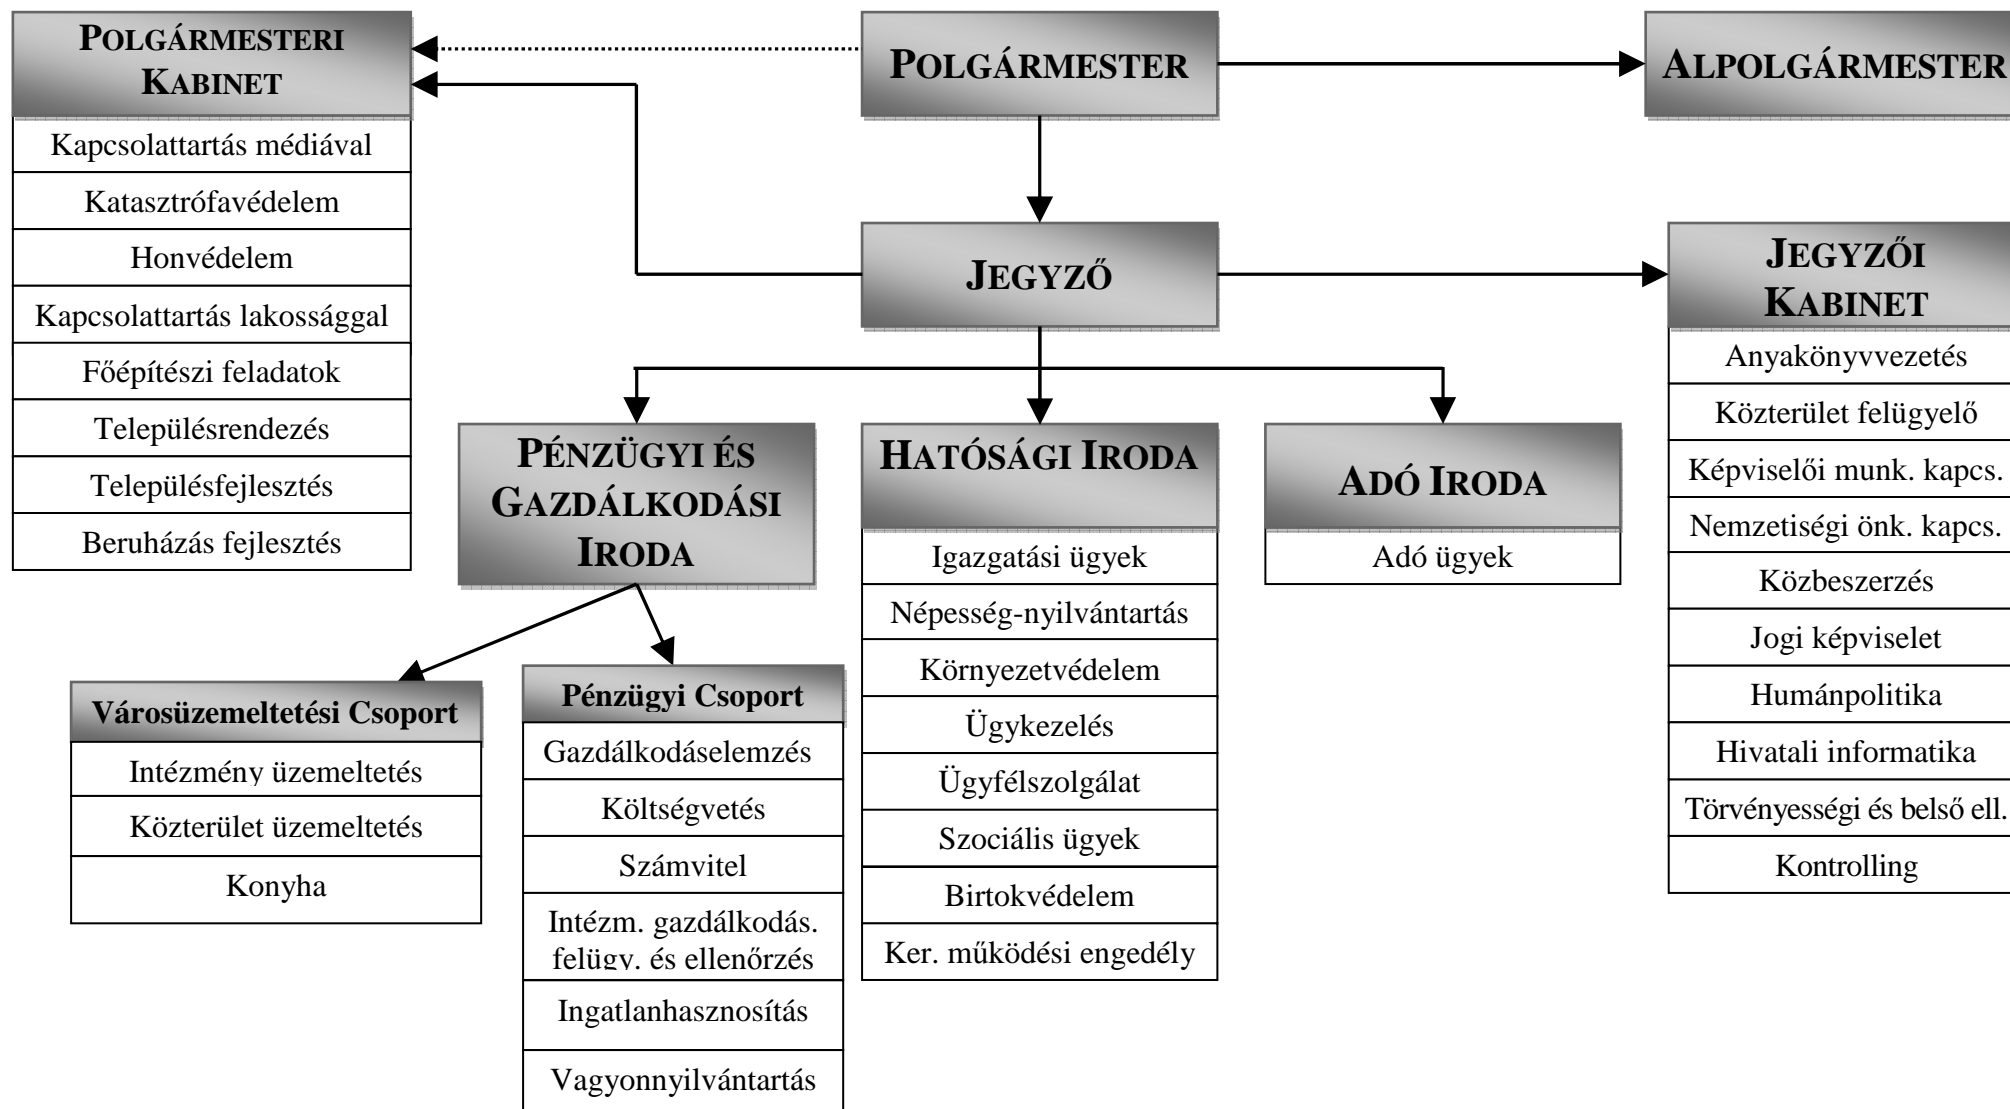 POLGÁRMESTERI
KABINET
Kapcsolattartás médiával
Katasztrófavédelem
Honvédelem
Kapcsolattartás lakossággal
Főépítészi feladatok
Településrendezés
Településfejlesztés
Beruházás fejlesztés
POLGÁRMESTER
ALPOLGÁRMESTER
JEGYZŐ
JEGYZŐI
KABINET
Anyakönyvvezetés
Közterület felügyelő
Képviselői munk. kapcs.
Nemzetiségi önk. kapcs.
Közbeszerzés
Jogi képviselet
Humánpolitika
Hivatali informatika
Törvényességi és belső ell.
Kontrolling
PÉNZÜGYI ÉS
GAZDÁLKODÁSI
IRODA
Városüzemeltetési Csoport
Intézmény üzemeltetés
Közterület üzemeltetés
Konyha
Pénzügyi Csoport
Gazdálkodáselemzés
Költségvetés
Számvitel
Intézm. gazdálkodás.
felügy. és ellenőrzés
Ingatlanhasznosítás
Vagyonnyilvántartás
HATÓSÁGI IRODA
Igazgatási ügyek
Népesség-nyilvántartás
Környezetvédelem
Ügykezelés
Ügyfélszolgálat
Szociális ügyek
Birtokvédelem
Ker. működési engedély
ADÓ IRODA
Adó ügyek